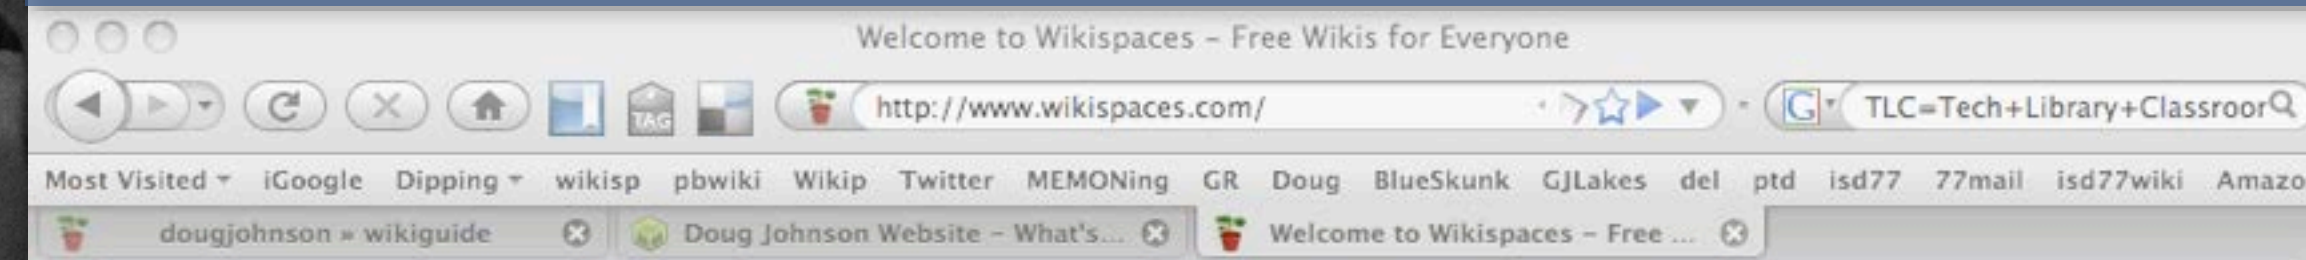 Welcome to Wikispaces – Free Wikis for Everyone
TAG http://www.wikispaces.com/ G TLC=Tech+Library+Classroor
Most Visited iGoogle Dipping wikisp pbwiki Wikip Twitter MEMONing GR Doug BlueSkunk GJLakes del ptd isd77 77mail isd77wiki Amazo
dougjohnson » wikiguide Doug Johnson Website – What's... Welcome to Wikispaces – Free ...